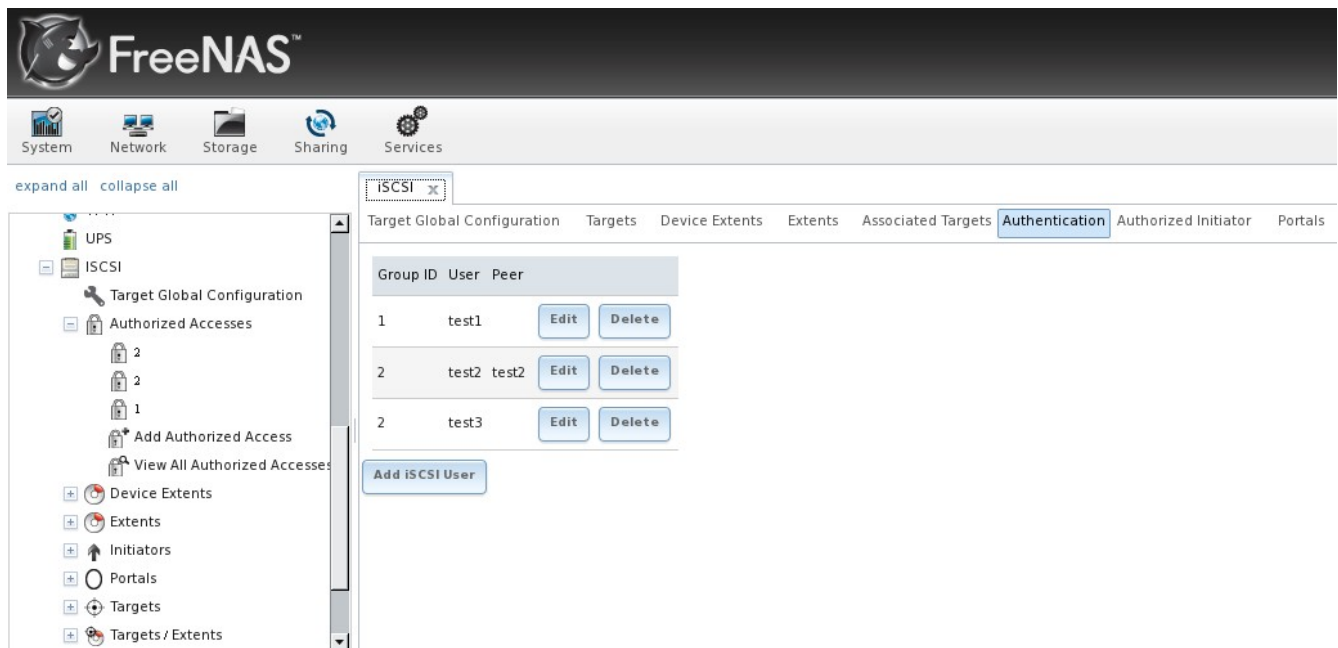 FreeNAS™
System Network Storage Sharing Services
expand all collapse all
UPS
ISCSI
Target Global Configuration
Authorized Accesses
2
2
1
Add Authorized Access
View All Authorized Accesses
Device Extents
Extents
Initiators
Portals
Targets
Targets / Extents
iSCSI x
Target Global Configuration Targets Device Extents Extents Associated Targets Authentication Authorized Initiator Portals
Group ID User Peer
1 test1 Edit Delete
2 test2 test2 Edit Delete
2 test3 Edit Delete
Add iSCSI User